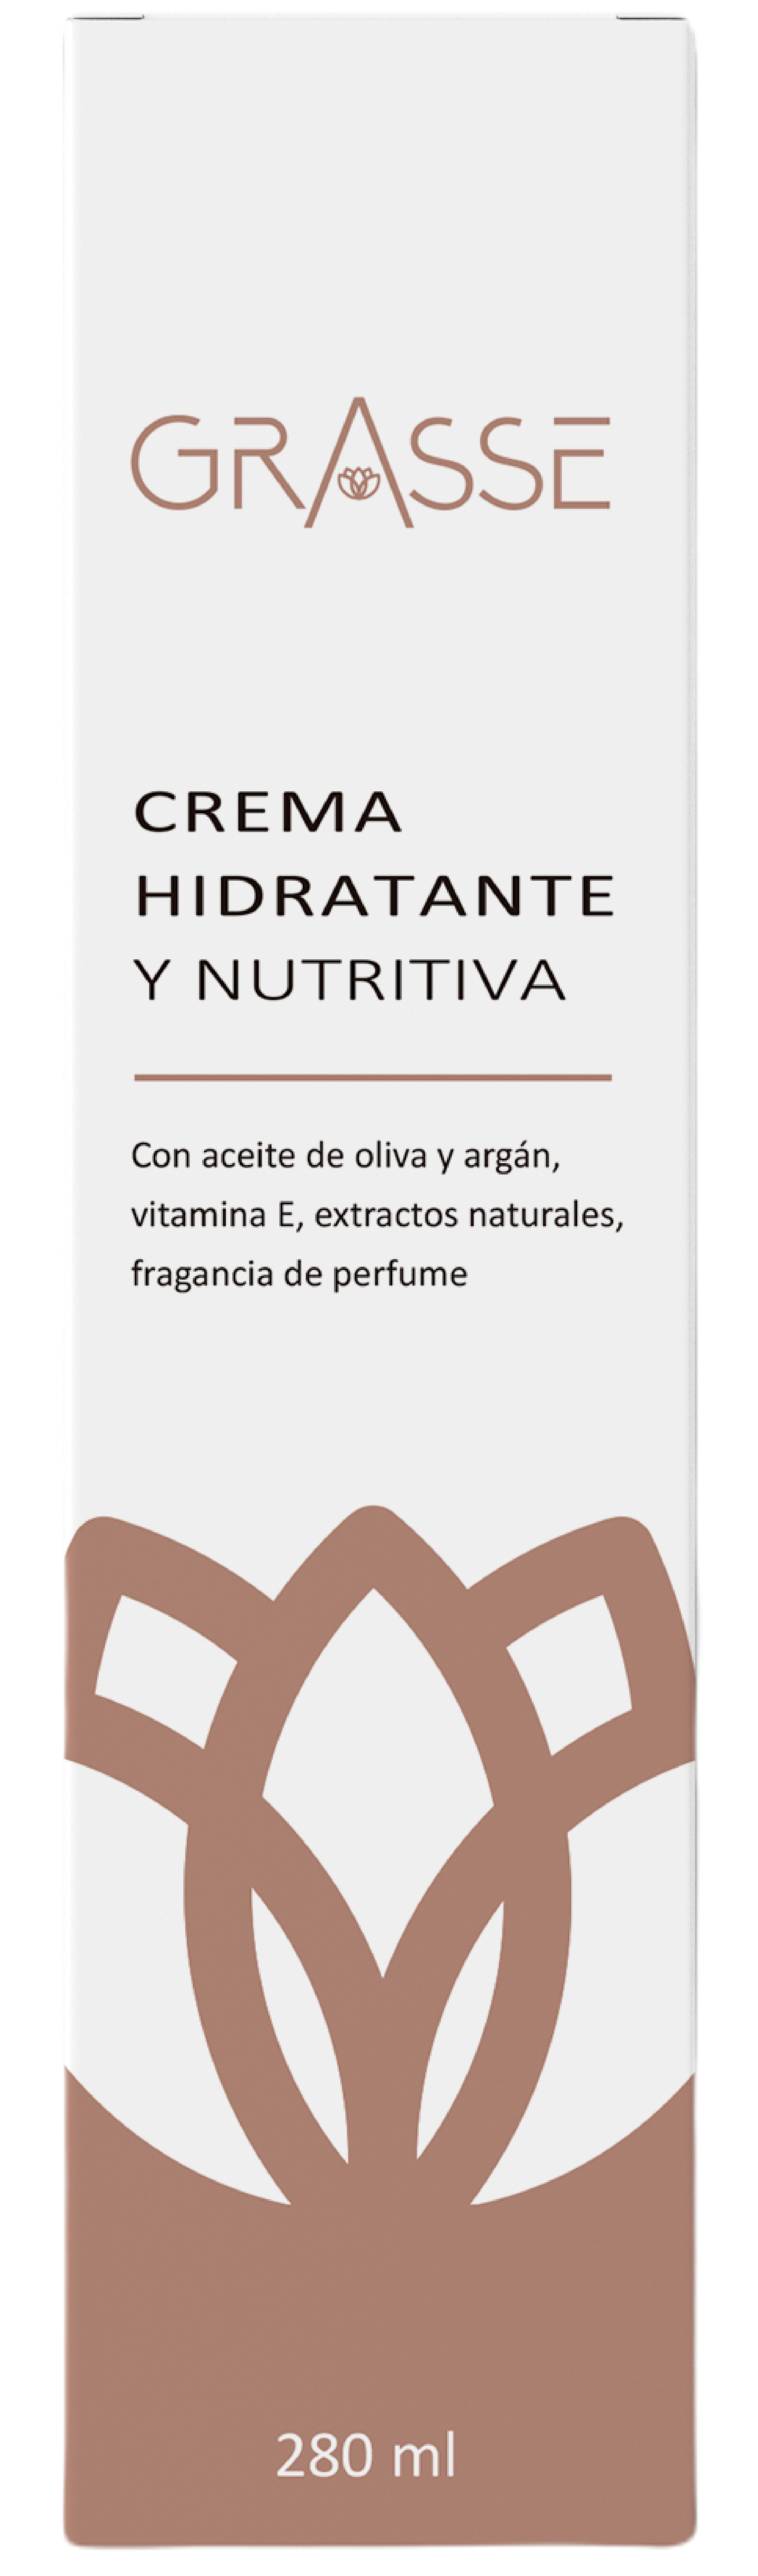 GRASSE
CREMA
HIDRATANTE
Y NUTRITIVA
Con aceite de oliva y argán,
vitamina E, extractos naturales,
fragancia de perfume
280 ml